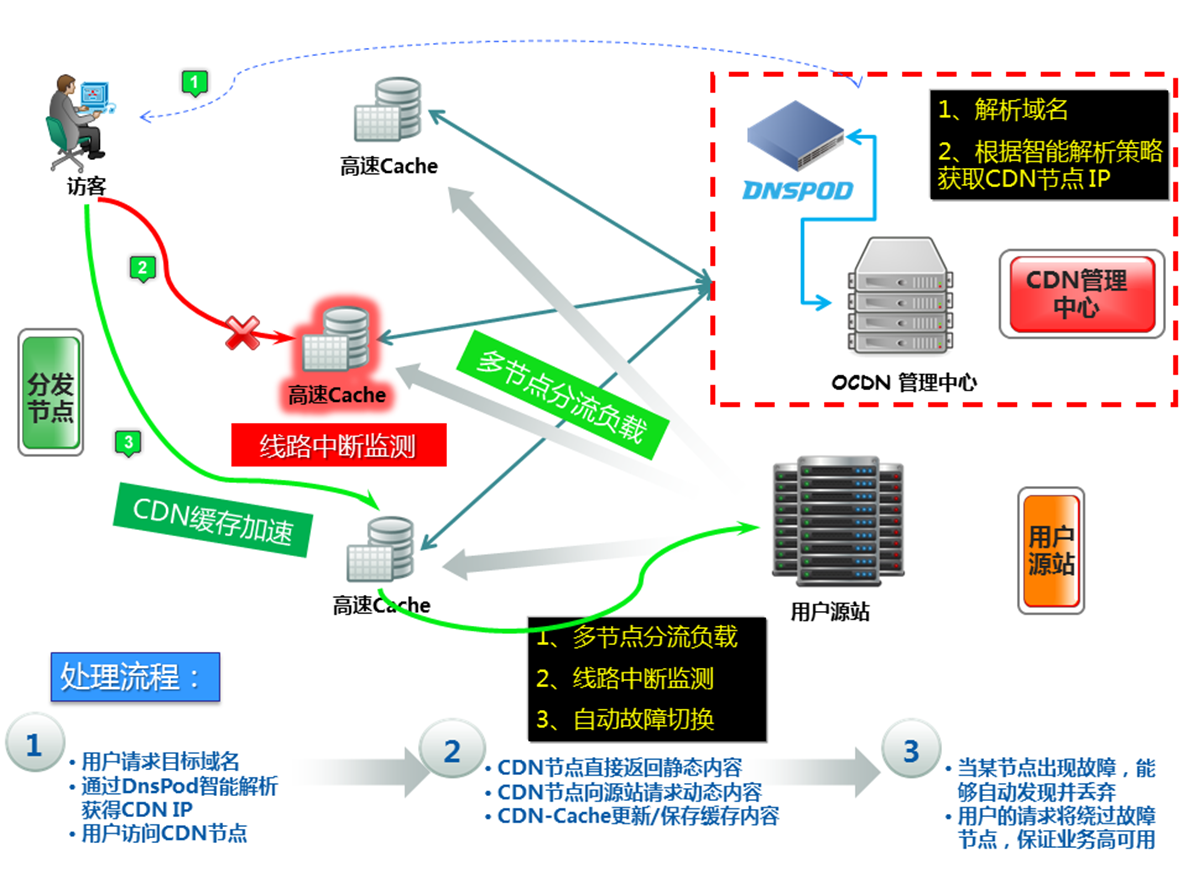 1
访客
高速Cache
DNSPOD
1、解析域名
2、根据智能解析策略
获取CDN节点 IP
2
CDN管理
中心
OCDN 管理中心
高速Cache
多节点分流负载
分发
节点
线路中断监测
3
CDN缓存加速
高速Cache
用户源站
用户
源站
1、多节点分流负载
2、线路中断监测
3、自动故障切换
处理流程：
1
• 用户请求目标域名
• 通过DnsPod智能解析
获得CDN IP
• 用户访问CDN节点
2
• CDN节点直接返回静态内容
• CDN节点向源站请求动态内容
• CDN-Cache更新/保存缓存内容
3
• 当某节点出现故障，能
够自动发现并丢弃
• 用户的请求将绕过故障
节点，保证业务高可用